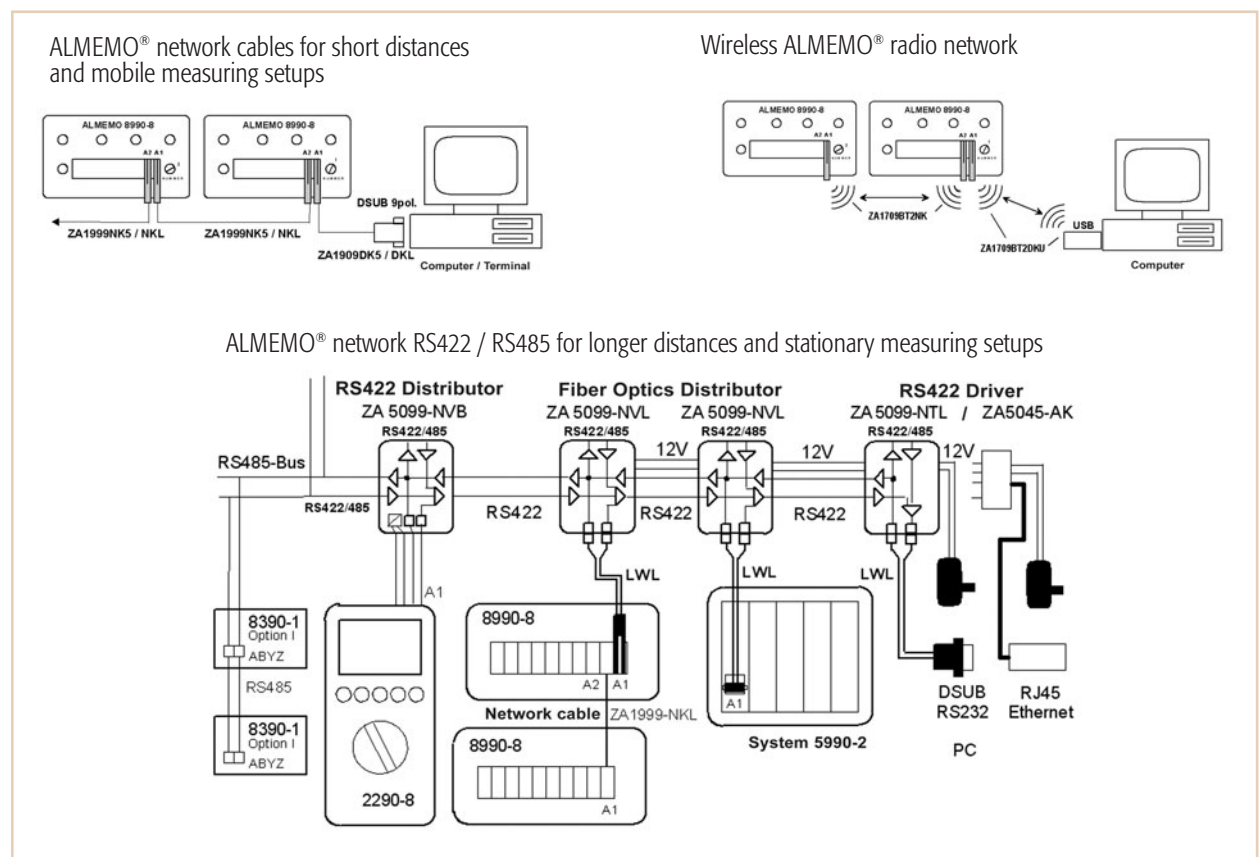 ALMEMO® network cables for short distances
and mobile measuring setups
ALMEMO 8990-8
A2 A1
ALMEMO 8990-8
A2 A1
DSUB 9pol.
ZA1999NK5 / NKL
ZA1999NK5 / NKL
ZA1909DK5 / DKL
Computer / Terminal
Wireless ALMEMO® radio network
ALMEMO 8990-8
A2 A1
ALMEMO 8990-8
A2 A1
ZA1709BT2NK
ZA1709BT2DKU
USB
Computer
ALMEMO® network RS422 / RS485 for longer distances and stationary measuring setups
RS422 Distributor
ZA 5099-NVB
RS422/485
Fiber Optics Distributor
ZA 5099-NVL
ZA 5099-NVL
RS422/485
RS422/485
RS422 Driver
ZA 5099-NTL / ZA5045-AK
RS422/485
12V
12V
12V
RS485-Bus
RS422/485
RS422
RS422
RS422
LWL
LWL
LWL
A1
8390-1
Option I
ABYZ
RS485
8390-1
Option I
ABYZ
2290-8
8990-8
A2 A1
Network cable ZA1999-NKL
8990-8
A1
A1
System 5990-2
DSUB
RS232
RJ45
Ethernet
PC